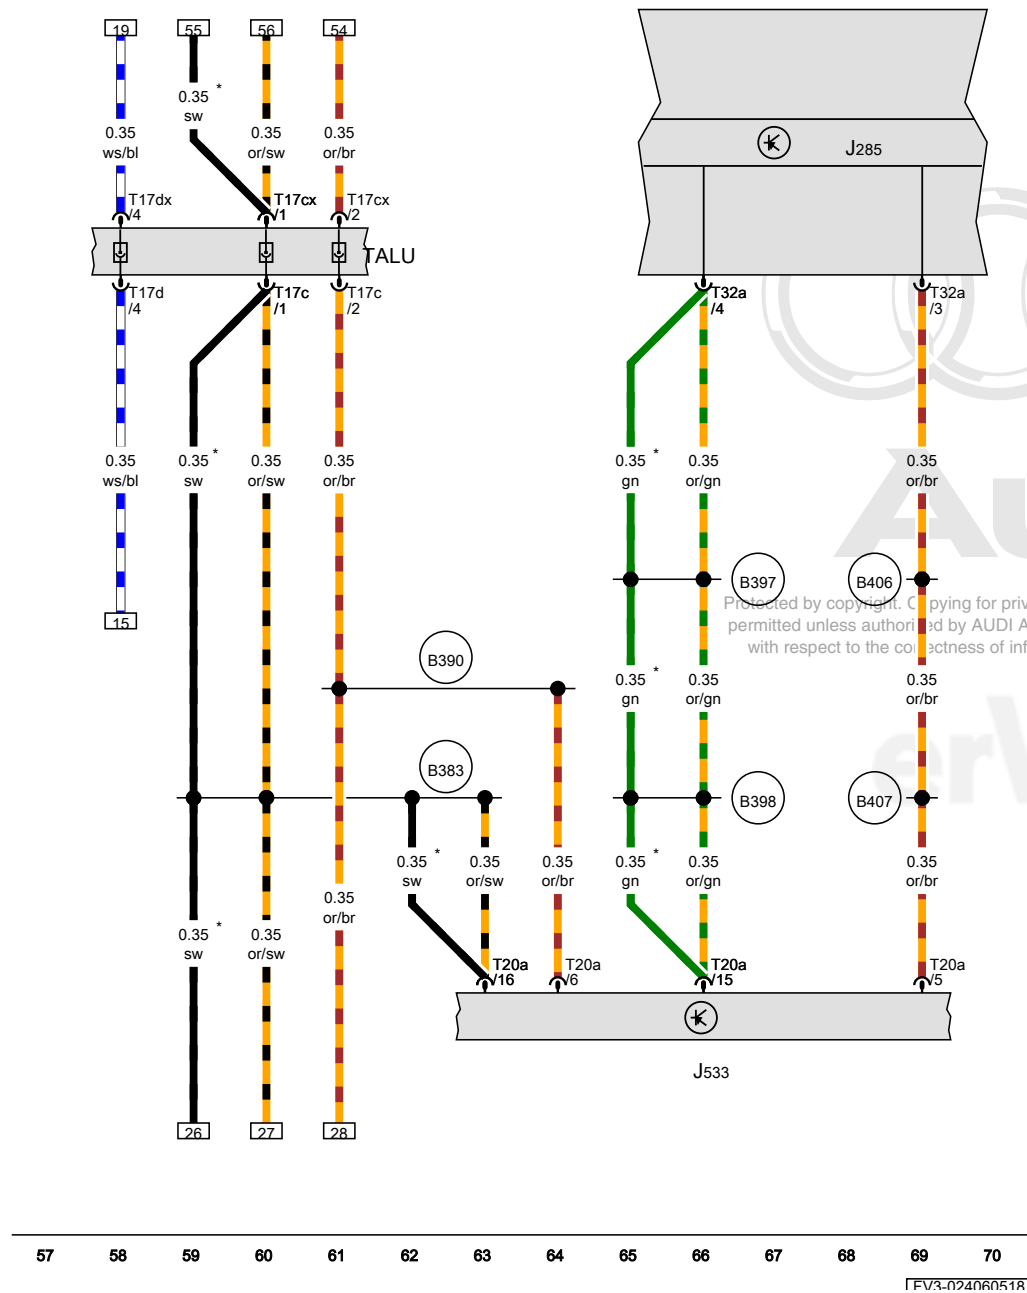 19
55
56
54
0.35 *
sw
0.35
ws/bl
0.35
or/sw
0.35
or/br
J285
T17dx
/4
T17cx
/1
T17cx
/2
TALU
T17d
/4
T17c
/1
T17c
/2
T32a
/4
T32a
/3
0.35
ws/bl
0.35 *
sw
0.35
or/sw
0.35
or/br
0.35 *
gn
0.35
or/gn
0.35
or/br
B397
B406
15
Protected by copyright. Copying for priv
permitted unless authorised by AUDI A
with respect to the correctness of inf
B390
0.35 *
gn
0.35
or/gn
0.35
or/br
B383
B398
B407
0.35 *
sw
0.35
or/sw
0.35
or/br
0.35 *
gn
0.35
or/gn
0.35
or/br
0.35
or/br
0.35 *
sw
0.35
or/sw
T20a
/16
T20a
/6
T20a
/15
T20a
/5
J533
26
27
28
57 58 59 60 61 62 63 64 65 66 67 68 69 70
EV3-024060518
Au
erW